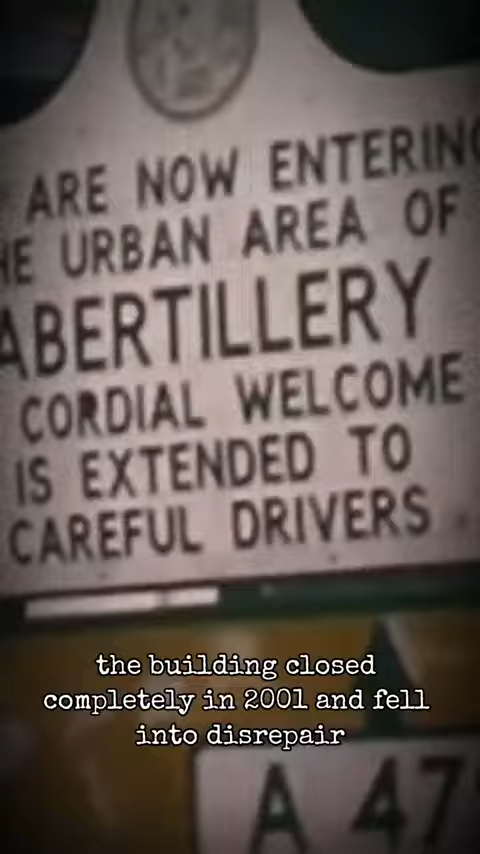 ARE NOW ENTERING
HE URBAN AREA OF
ABERTILLERY
CORDIAL WELCOME
IS EXTENDED TO
CAREFUL DRIVERS
the building closed
completely in 2001 and fell
into disrepair
A 47